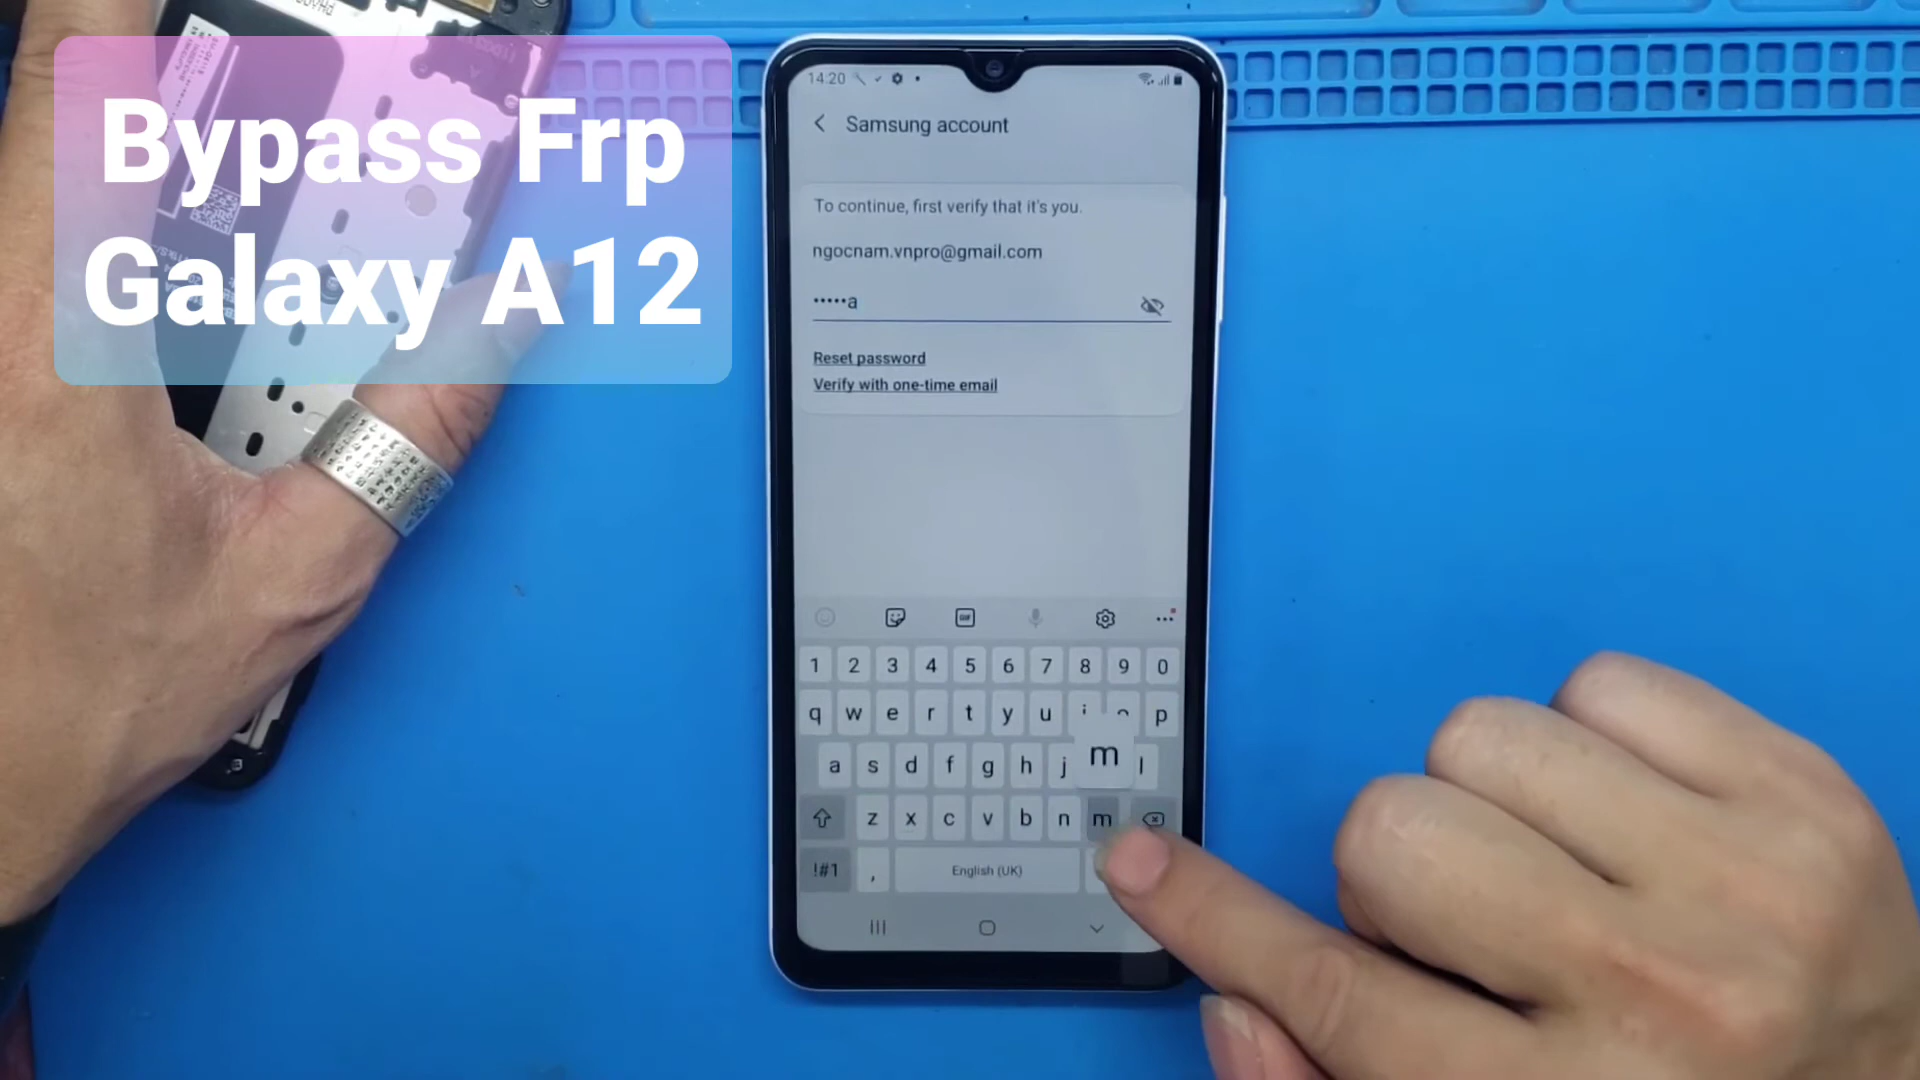 Bypass Frp
Galaxy A12
14:20
Samsung account
To continue, first verify that it's you.
ngocnam.vnpro@gmail.com
•••••a
Reset password
Verify with one-time email
GIF
1 2 3 4 5 6 7 8 9 0
q w e r t y u p
a s d f g h j m l
z x c v b n m
!#1 , English (UK)